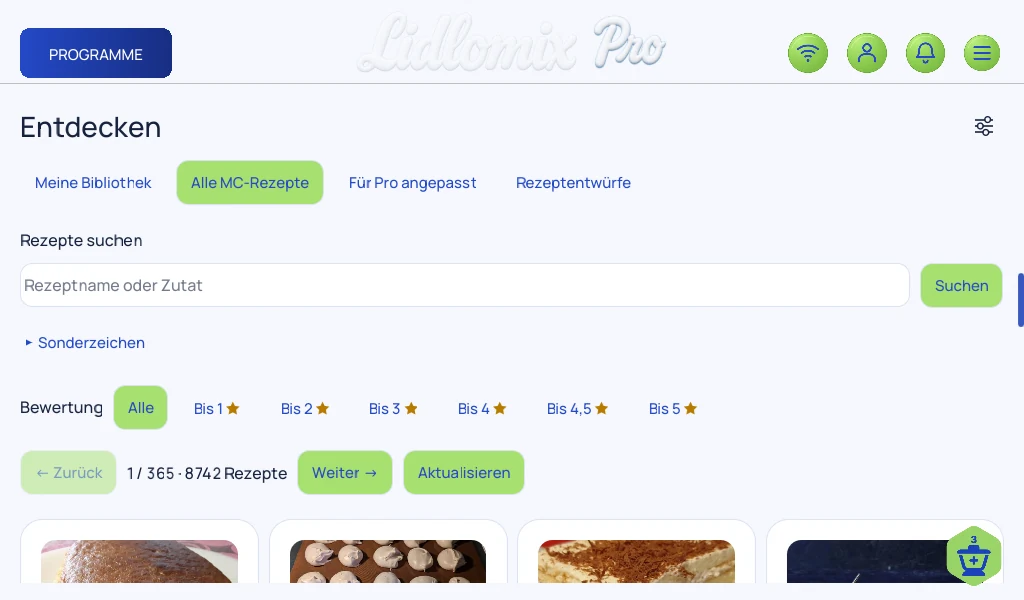 PROGRAMME
Lidlomix Pro
Entdecken
Meine Bibliothek
Alle MC-Rezepte
Für Pro angepasst
Rezeptentwürfe
Rezepte suchen
Rezeptname oder Zutat
Suchen
▸ Sonderzeichen
Bewertung
Alle
Bis 1 ★
Bis 2 ★
Bis 3 ★
Bis 4 ★
Bis 4,5 ★
Bis 5 ★
← Zurück
1 / 365 · 8742 Rezepte
Weiter →
Aktualisieren
3